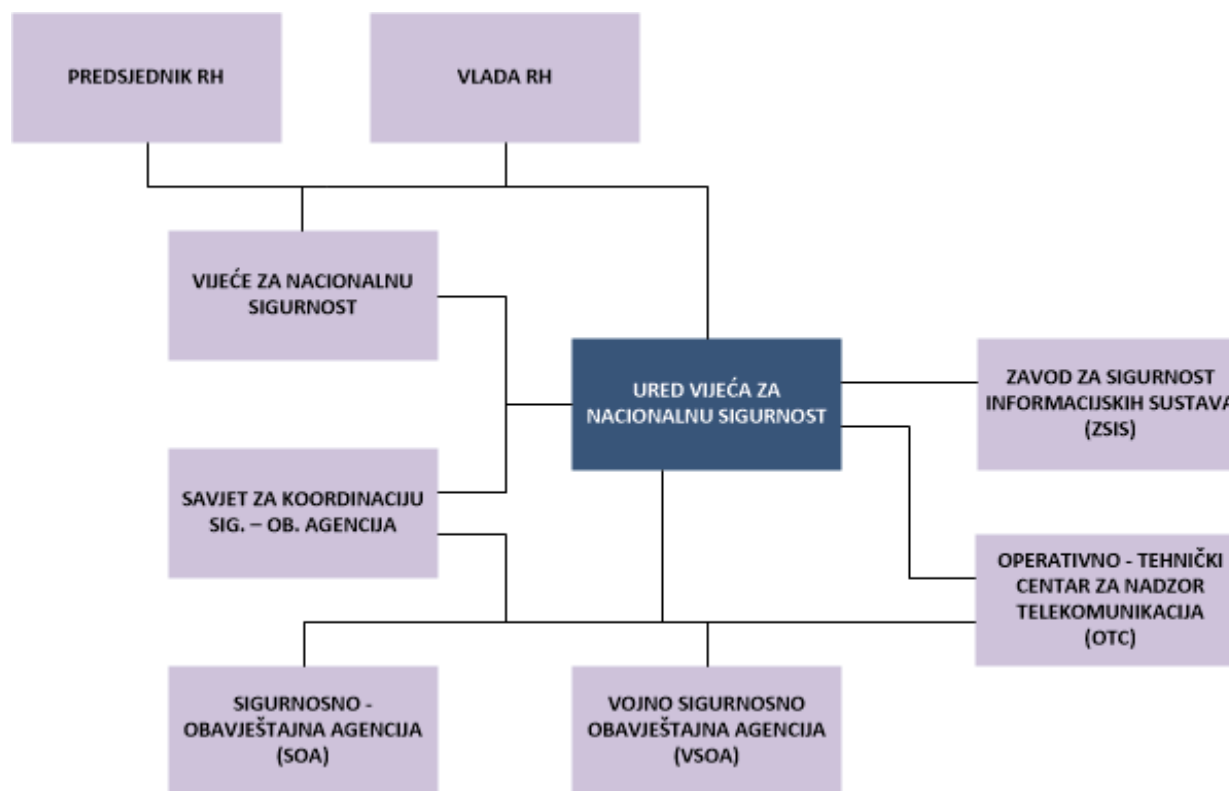 PREDSJEDNIK RH
VLADA RH
VIJEĆE ZA NACIONALNU
SIGURNOST
URED VIJEĆA ZA
NACIONALNU SIGURNOST
ZAVOD ZA SIGURNOST
INFORMACIJSKIH SUSTAVA
(ZSIS)
SAVJET ZA KOORDINACIJU
SIG. – OB. AGENCIJA
OPERATIVNO - TEHNIČKI
CENTAR ZA NADZOR
TELEKOMUNIKACIJA
(OTC)
SIGURNOSNO -
OBAVJEŠTAJNA AGENCIJA
(SOA)
VOJNO SIGURNOSNO
OBAVJEŠTAJNA AGENCIJA
(VSOA)